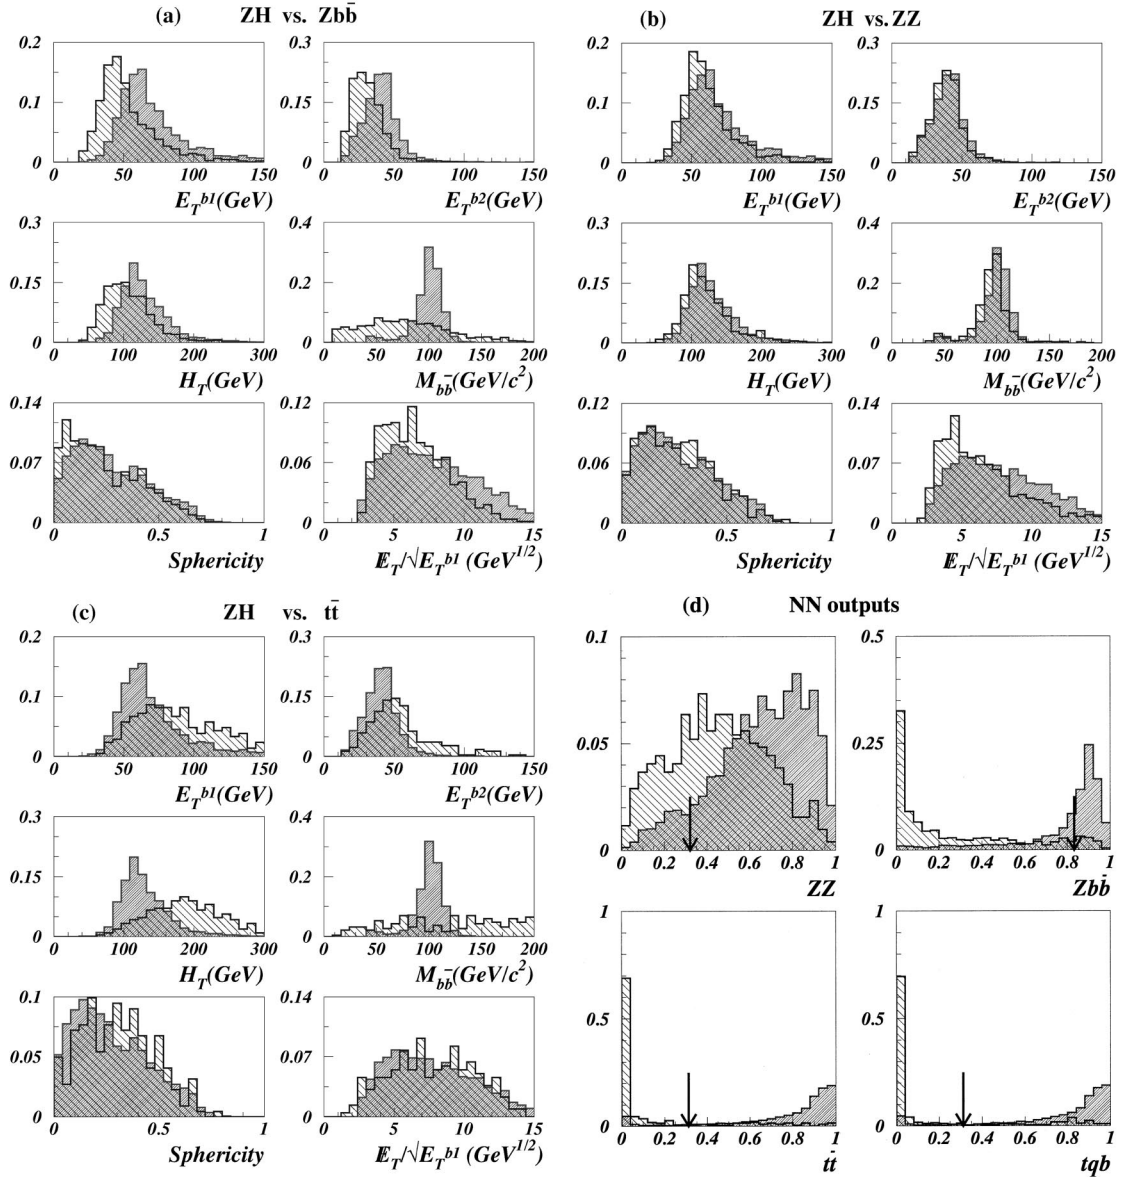 (a) ZH vs. Zbb̄
0.2
0.1
0
0 50 100 150
E_T^b1(GeV)
0.3
0.15
0
0 50 100 150
E_T^b2(GeV)
0.3
0.15
0
0 100 200 300
H_T(GeV)
0.4
0.2
0
0 50 100 150 200
M_bb̄(GeV/c²)
0.14
0.07
0
0 0.5 1
Sphericity
0.12
0.06
0
0 5 10 15
E̸_T/√E_T^b1 (GeV^1/2)
(b) ZH vs. ZZ
0.2
0.1
0
0 50 100 150
E_T^b1(GeV)
0.3
0.15
0
0 50 100 150
E_T^b2(GeV)
0.3
0.15
0
0 100 200 300
H_T(GeV)
0.4
0.2
0
0 50 100 150 200
M_bb̄(GeV/c²)
0.12
0.06
0
0 0.5 1
Sphericity
0.14
0.07
0
0 5 10 15
E̸_T/√E_T^b1 (GeV^1/2)
(c) ZH vs. tt̄
0.2
0.1
0
0 50 100 150
E_T^b1(GeV)
0.3
0.15
0
0 50 100 150
E_T^b2(GeV)
0.3
0.15
0
0 100 200 300
H_T(GeV)
0.4
0.2
0
0 50 100 150 200
M_bb̄(GeV/c²)
0.1
0.05
0
0 0.5 1
Sphericity
0.14
0.07
0
0 5 10 15
E̸_T/√E_T^b1 (GeV^1/2)
(d) NN outputs
0.1
0.05
0
0 0.2 0.4 0.6 0.8 1
ZZ
0.5
0.25
0
0 0.2 0.4 0.6 0.8 1
Zbb̄
1
0.5
0
0 0.2 0.4 0.6 0.8 1
tt̄
1
0.5
0
0 0.2 0.4 0.6 0.8 1
tqb